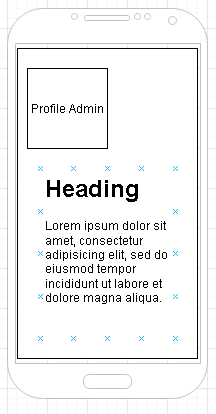 Profile Admin
Heading
Lorem ipsum dolor sit
amet, consectetur
adipisicing elit, sed do
eiusmod tempor
incididunt ut labore et
dolore magna aliqua.